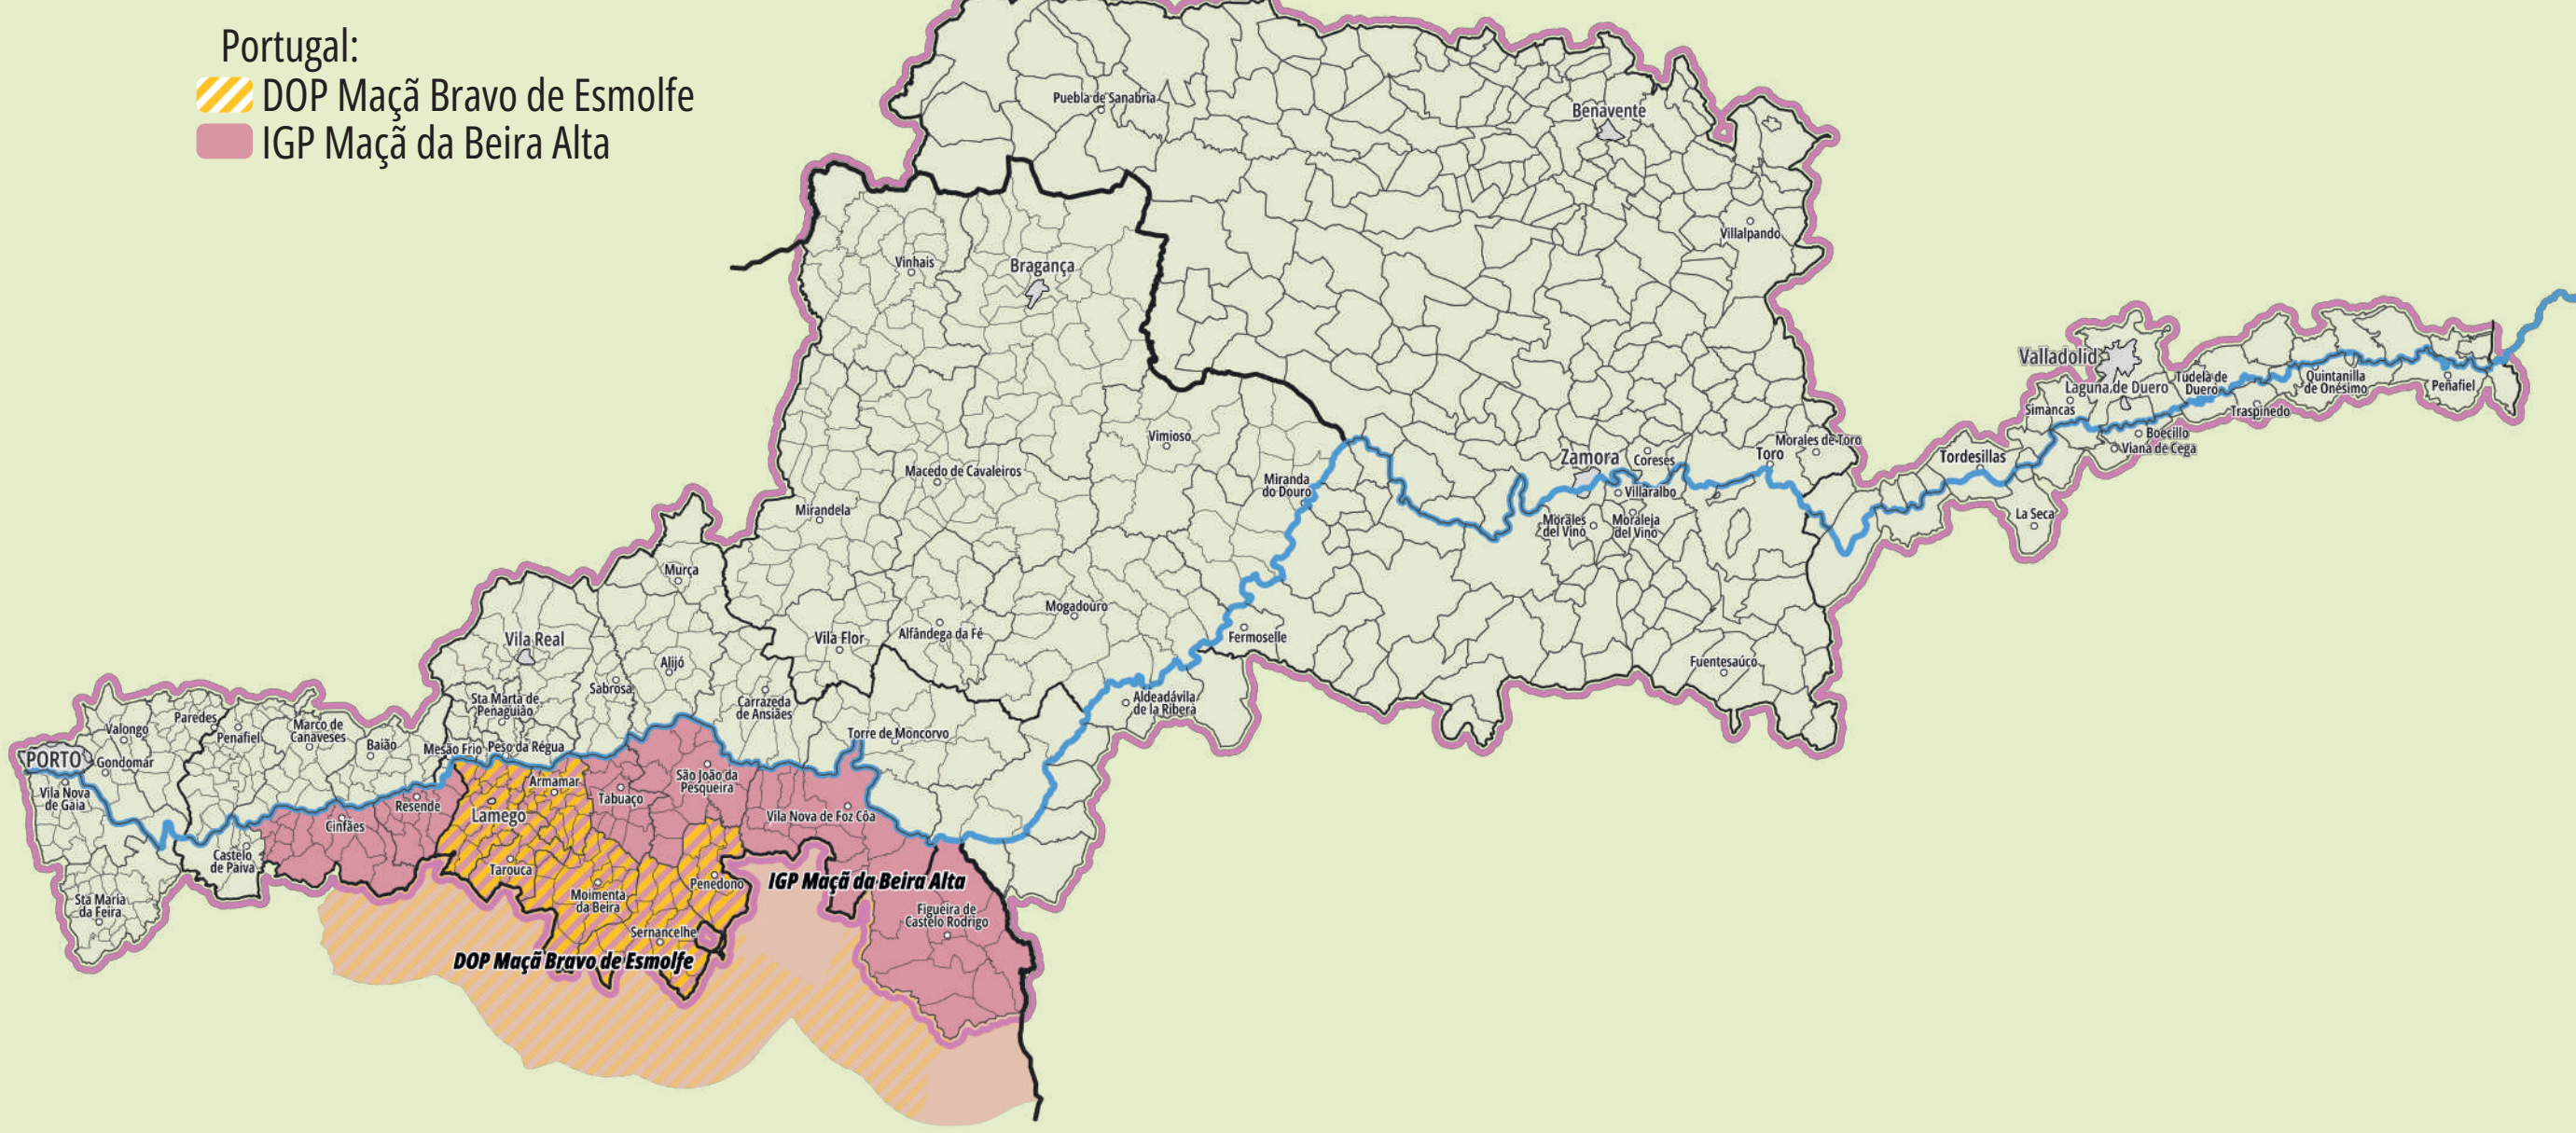 Portugal:
DOP Maçã Bravo de Esmolfe
IGP Maçã da Beira Alta
Puebla de Sanabria
Benavente
Villalpando
Vinhais
Bragança
Valladolid
Laguna de Duero
Tudela de
Duero
Quintanilla
de Onésimo
Peñafiel
Simancas
Traspinedo
Boecillo
Viana de Cega
Vimioso
Morales de Toro
Toro
Zamora
Coreses
Tordesillas
Macedo de Cavaleiros
Miranda
do Douro
Villaralbo
Mirandela
Morales
del Vino
Moraleja
del Vino
La Seca
Murça
Mogadouro
Vila Real
Vila Flor
Alfândega da Fé
Fermoselle
Alijó
Fuentesaúco
Sabrosa
Sta Marta de
Penaguião
Carrazeda
de Ansiães
Aldeadávila
de la Ribera
Valongo
Paredes
Penafiel
Marco de
Canaveses
Baião
Mesão Frio
Peso da Régua
Torre de Moncorvo
PORTO
Gondomar
Vila Nova
de Gaia
Resende
Armamar
Tabuaço
São João da
Pesqueira
Cinfães
Lamego
Vila Nova de Foz Côa
Castelo
de Paiva
Tarouca
Moimenta
da Beira
Penedono
IGP Maçã da Beira Alta
Sta Maria
da Feira
Figueira de
Castelo Rodrigo
Sernancelhe
DOP Maçã Bravo de Esmolfe